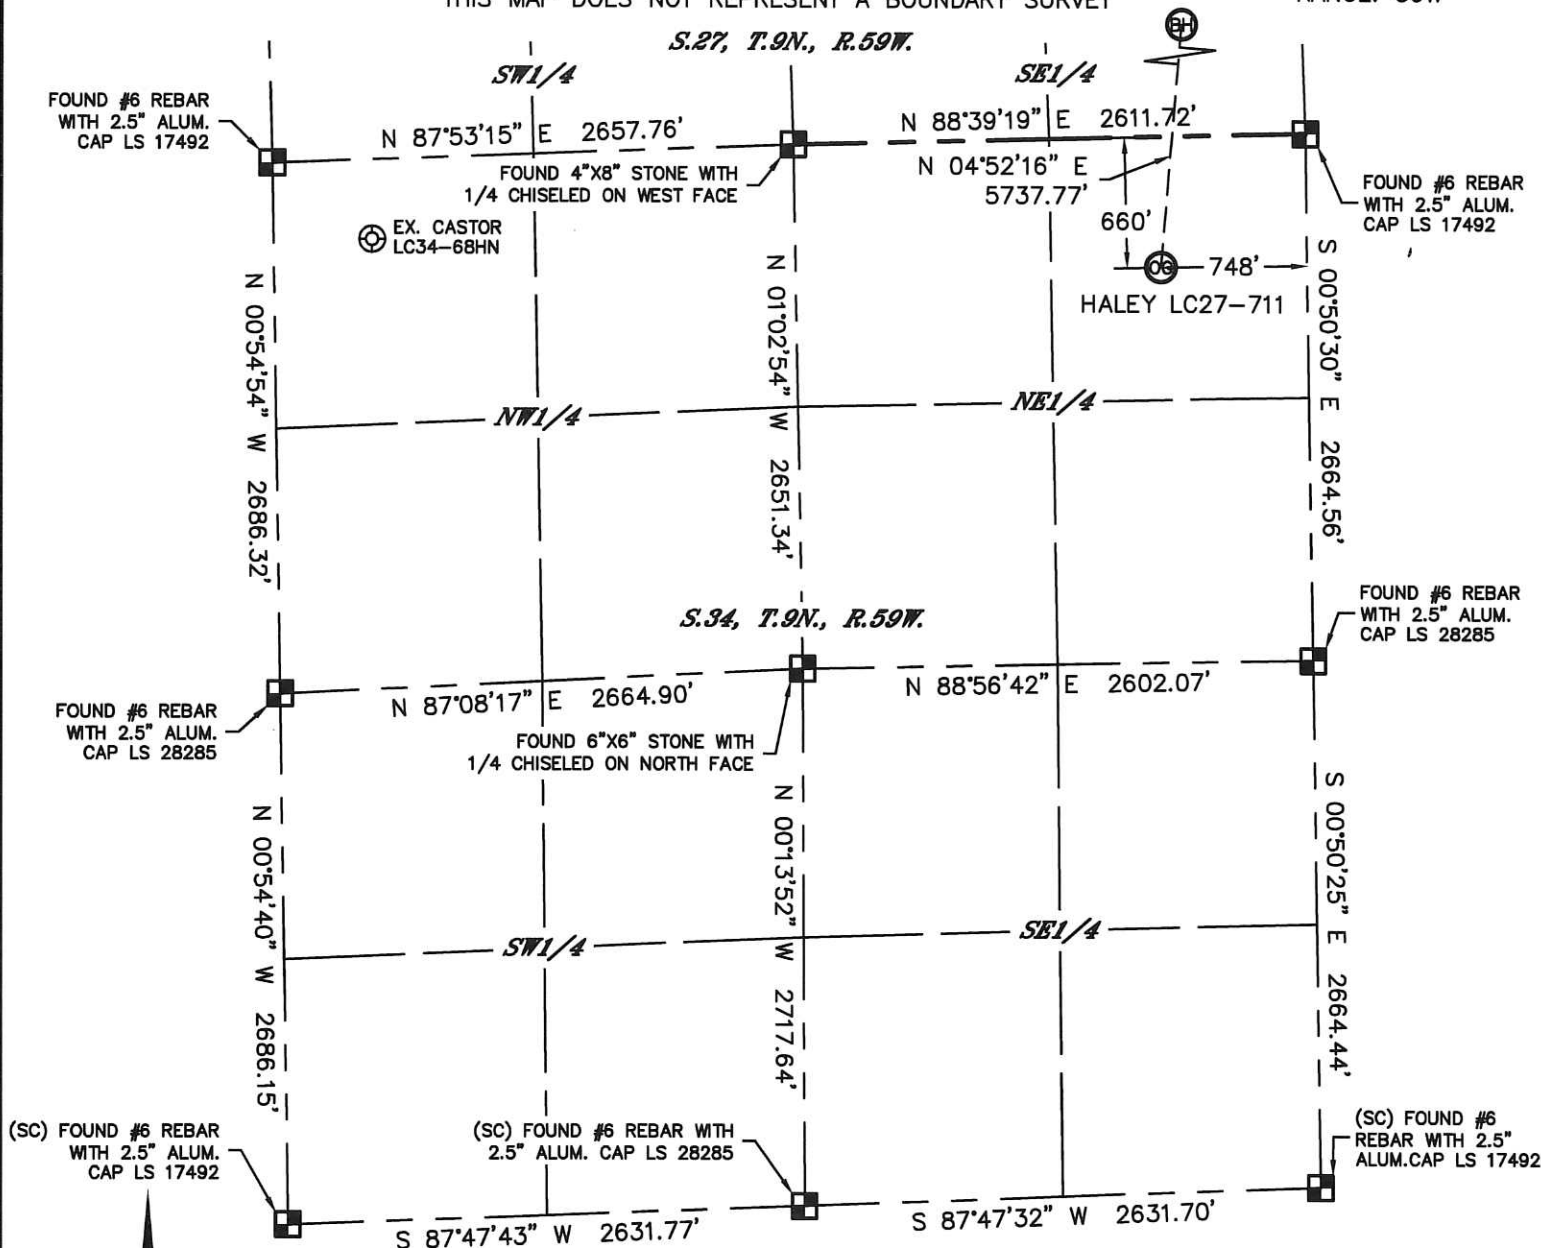 THIS MAP DOES NOT REPRESENT A BOUNDARY SURVEY
BH
S.27, T.9N., R.59W.
SW1/4
SE1/4
FOUND #6 REBAR
WITH 2.5" ALUM.
CAP LS 17492
N 87°53'15" E 2657.76'
N 88°39'19" E 2611.72'
FOUND 4"X8" STONE WITH
1/4 CHISELED ON WEST FACE
N 04°52'16" E
5737.77'
FOUND #6 REBAR
WITH 2.5" ALUM.
CAP LS 17492
EX. CASTOR
LC34-68HN
660'
OG
748'
HALEY LC27-711
N 00°54'54" W 2686.32'
N 01°02'54" W 2651.34'
S 00°50'30" E 2664.56'
NW1/4
NE1/4
S.34, T.9N., R.59W.
FOUND #6 REBAR
WITH 2.5" ALUM.
CAP LS 28285
N 87°08'17" E 2664.90'
N 88°56'42" E 2602.07'
FOUND #6 REBAR
WITH 2.5" ALUM.
CAP LS 28285
FOUND 6"X6" STONE WITH
1/4 CHISELED ON NORTH FACE
N 00°54'40" W 2686.15'
N 00°13'52" W 2717.64'
S 00°50'25" E 2664.44'
SW1/4
SE1/4
(SC) FOUND #6 REBAR
WITH 2.5" ALUM.
CAP LS 17492
(SC) FOUND #6 REBAR WITH
2.5" ALUM. CAP LS 28285
(SC) FOUND #6
REBAR WITH 2.5"
ALUM.CAP LS 17492
S 87°47'43" W 2631.77'
S 87°47'32" W 2631.70'